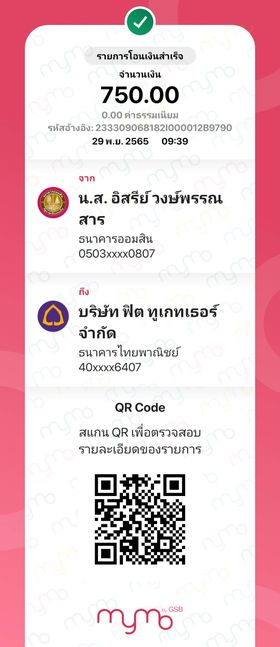 รายการโอนเงินสำเร็จ
จำนวนเงิน
750.00
0.00 ค่าธรรมเนียม
รหัสอ้างอิง: 233309068182I000012B9790
29 พ.ย. 2565 09:39
จาก
น.ส. อิสรีย์ วงษ์พรรณ
สาร
ธนาคารออมสิน
0503xxxx0807
ถึง
บริษัท ฟิต ทูเกทเธอร์
จำกัด
ธนาคารไทยพาณิชย์
40xxxx6407
QR Code
สแกน QR เพื่อตรวจสอบ
รายละเอียดของรายการ
mymo by GSB